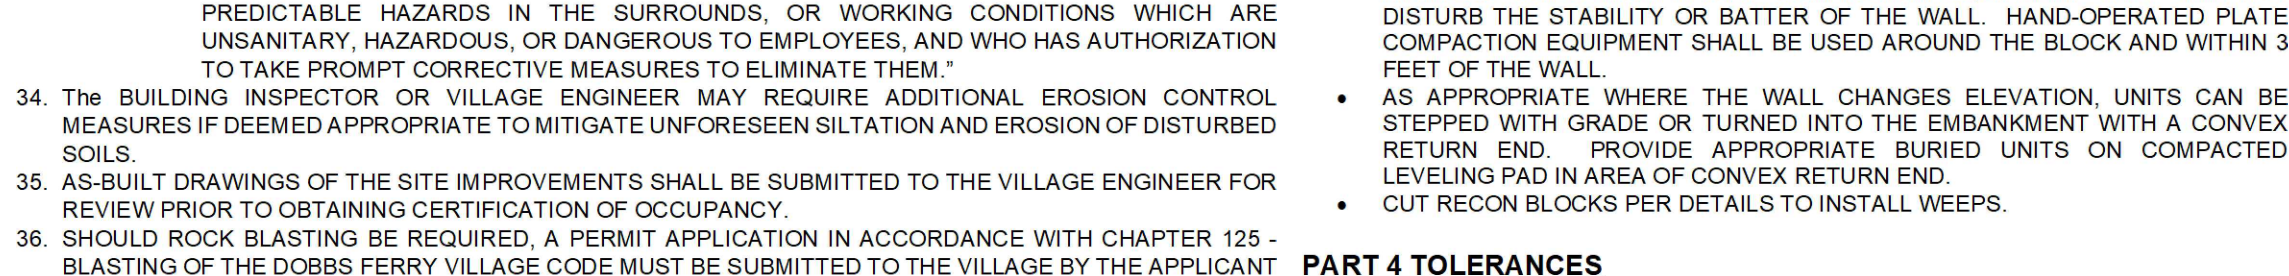 PREDICTABLE HAZARDS IN THE SURROUNDS, OR WORKING CONDITIONS WHICH ARE
UNSANITARY, HAZARDOUS, OR DANGEROUS TO EMPLOYEES, AND WHO HAS AUTHORIZATION
TO TAKE PROMPT CORRECTIVE MEASURES TO ELIMINATE THEM.”
34. The BUILDING INSPECTOR OR VILLAGE ENGINEER MAY REQUIRE ADDITIONAL EROSION CONTROL
MEASURES IF DEEMED APPROPRIATE TO MITIGATE UNFORESEEN SILTATION AND EROSION OF DISTURBED
SOILS.
35. AS-BUILT DRAWINGS OF THE SITE IMPROVEMENTS SHALL BE SUBMITTED TO THE VILLAGE ENGINEER FOR
REVIEW PRIOR TO OBTAINING CERTIFICATION OF OCCUPANCY.
36. SHOULD ROCK BLASTING BE REQUIRED, A PERMIT APPLICATION IN ACCORDANCE WITH CHAPTER 125 -
BLASTING OF THE DOBBS FERRY VILLAGE CODE MUST BE SUBMITTED TO THE VILLAGE BY THE APPLICANT
DISTURB THE STABILITY OR BATTER OF THE WALL. HAND-OPERATED PLATE
COMPACTION EQUIPMENT SHALL BE USED AROUND THE BLOCK AND WITHIN 3
FEET OF THE WALL.
• AS APPROPRIATE WHERE THE WALL CHANGES ELEVATION, UNITS CAN BE
STEPPED WITH GRADE OR TURNED INTO THE EMBANKMENT WITH A CONVEX
RETURN END. PROVIDE APPROPRIATE BURIED UNITS ON COMPACTED
LEVELING PAD IN AREA OF CONVEX RETURN END.
• CUT RECON BLOCKS PER DETAILS TO INSTALL WEEPS.
PART 4 TOLERANCES